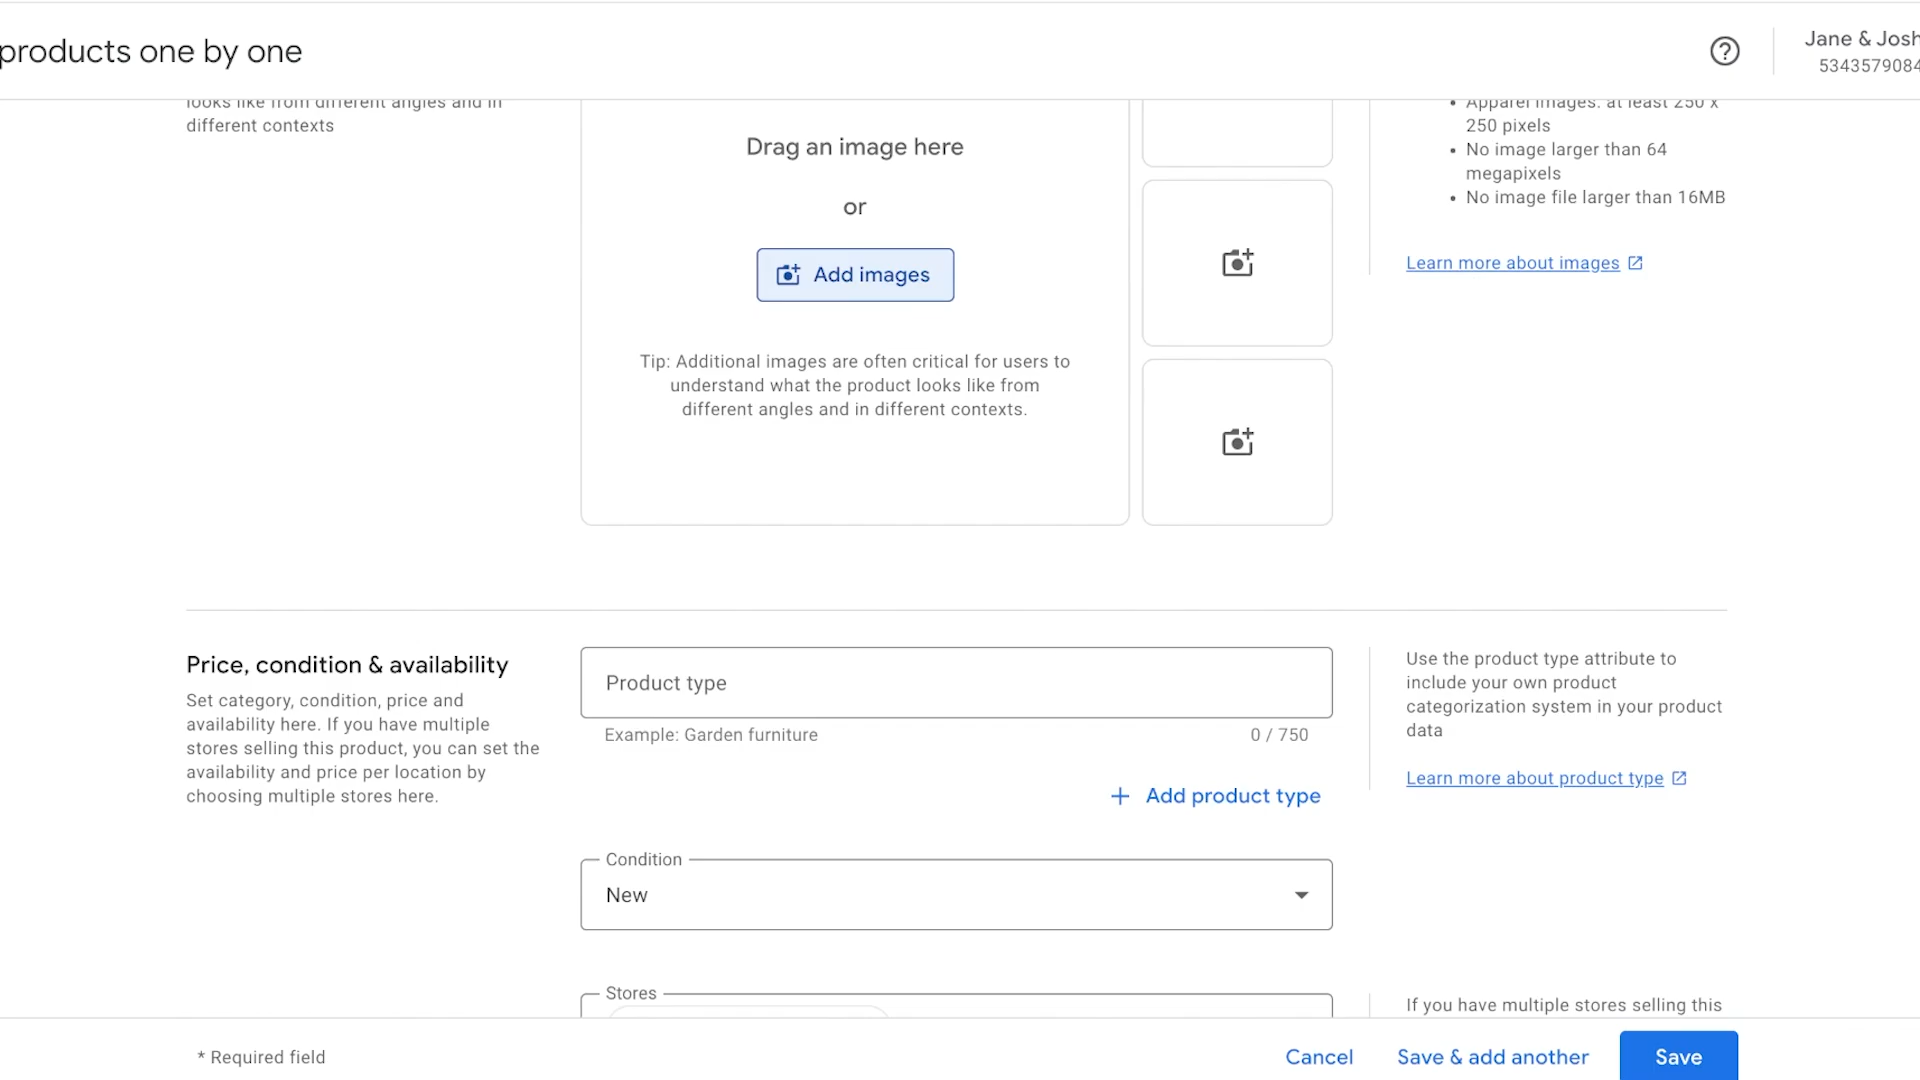 products one by one
Jane & Josh
5343579084
looks like from different angles and in
different contexts
Drag an image here
or
Add images
Tip: Additional images are often critical for users to
understand what the product looks like from
different angles and in different contexts.
• Apparel images: at least 250 x
250 pixels
• No image larger than 64
megapixels
• No image file larger than 16MB
Learn more about images
Price, condition & availability
Set category, condition, price and
availability here. If you have multiple
stores selling this product, you can set the
availability and price per location by
choosing multiple stores here.
Product type
Example: Garden furniture
0 / 750
+ Add product type
Condition
New
Stores
Use the product type attribute to
include your own product
categorization system in your product
data
Learn more about product type
If you have multiple stores selling this
* Required field
Cancel
Save & add another
Save